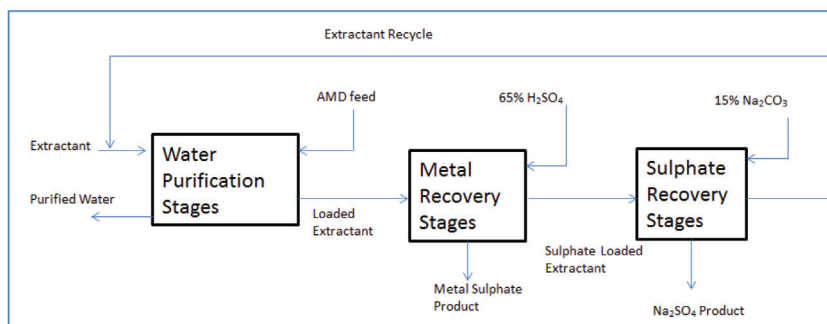 Extractant Recycle
AMD feed
65% H₂SO₄
15% Na₂CO₃
Extractant
Water
Purification
Stages
Metal
Recovery
Stages
Sulphate
Recovery
Stages
Purified Water
Loaded
Extractant
Sulphate Loaded
Extractant
Metal Sulphate
Product
Na₂SO₄ Product